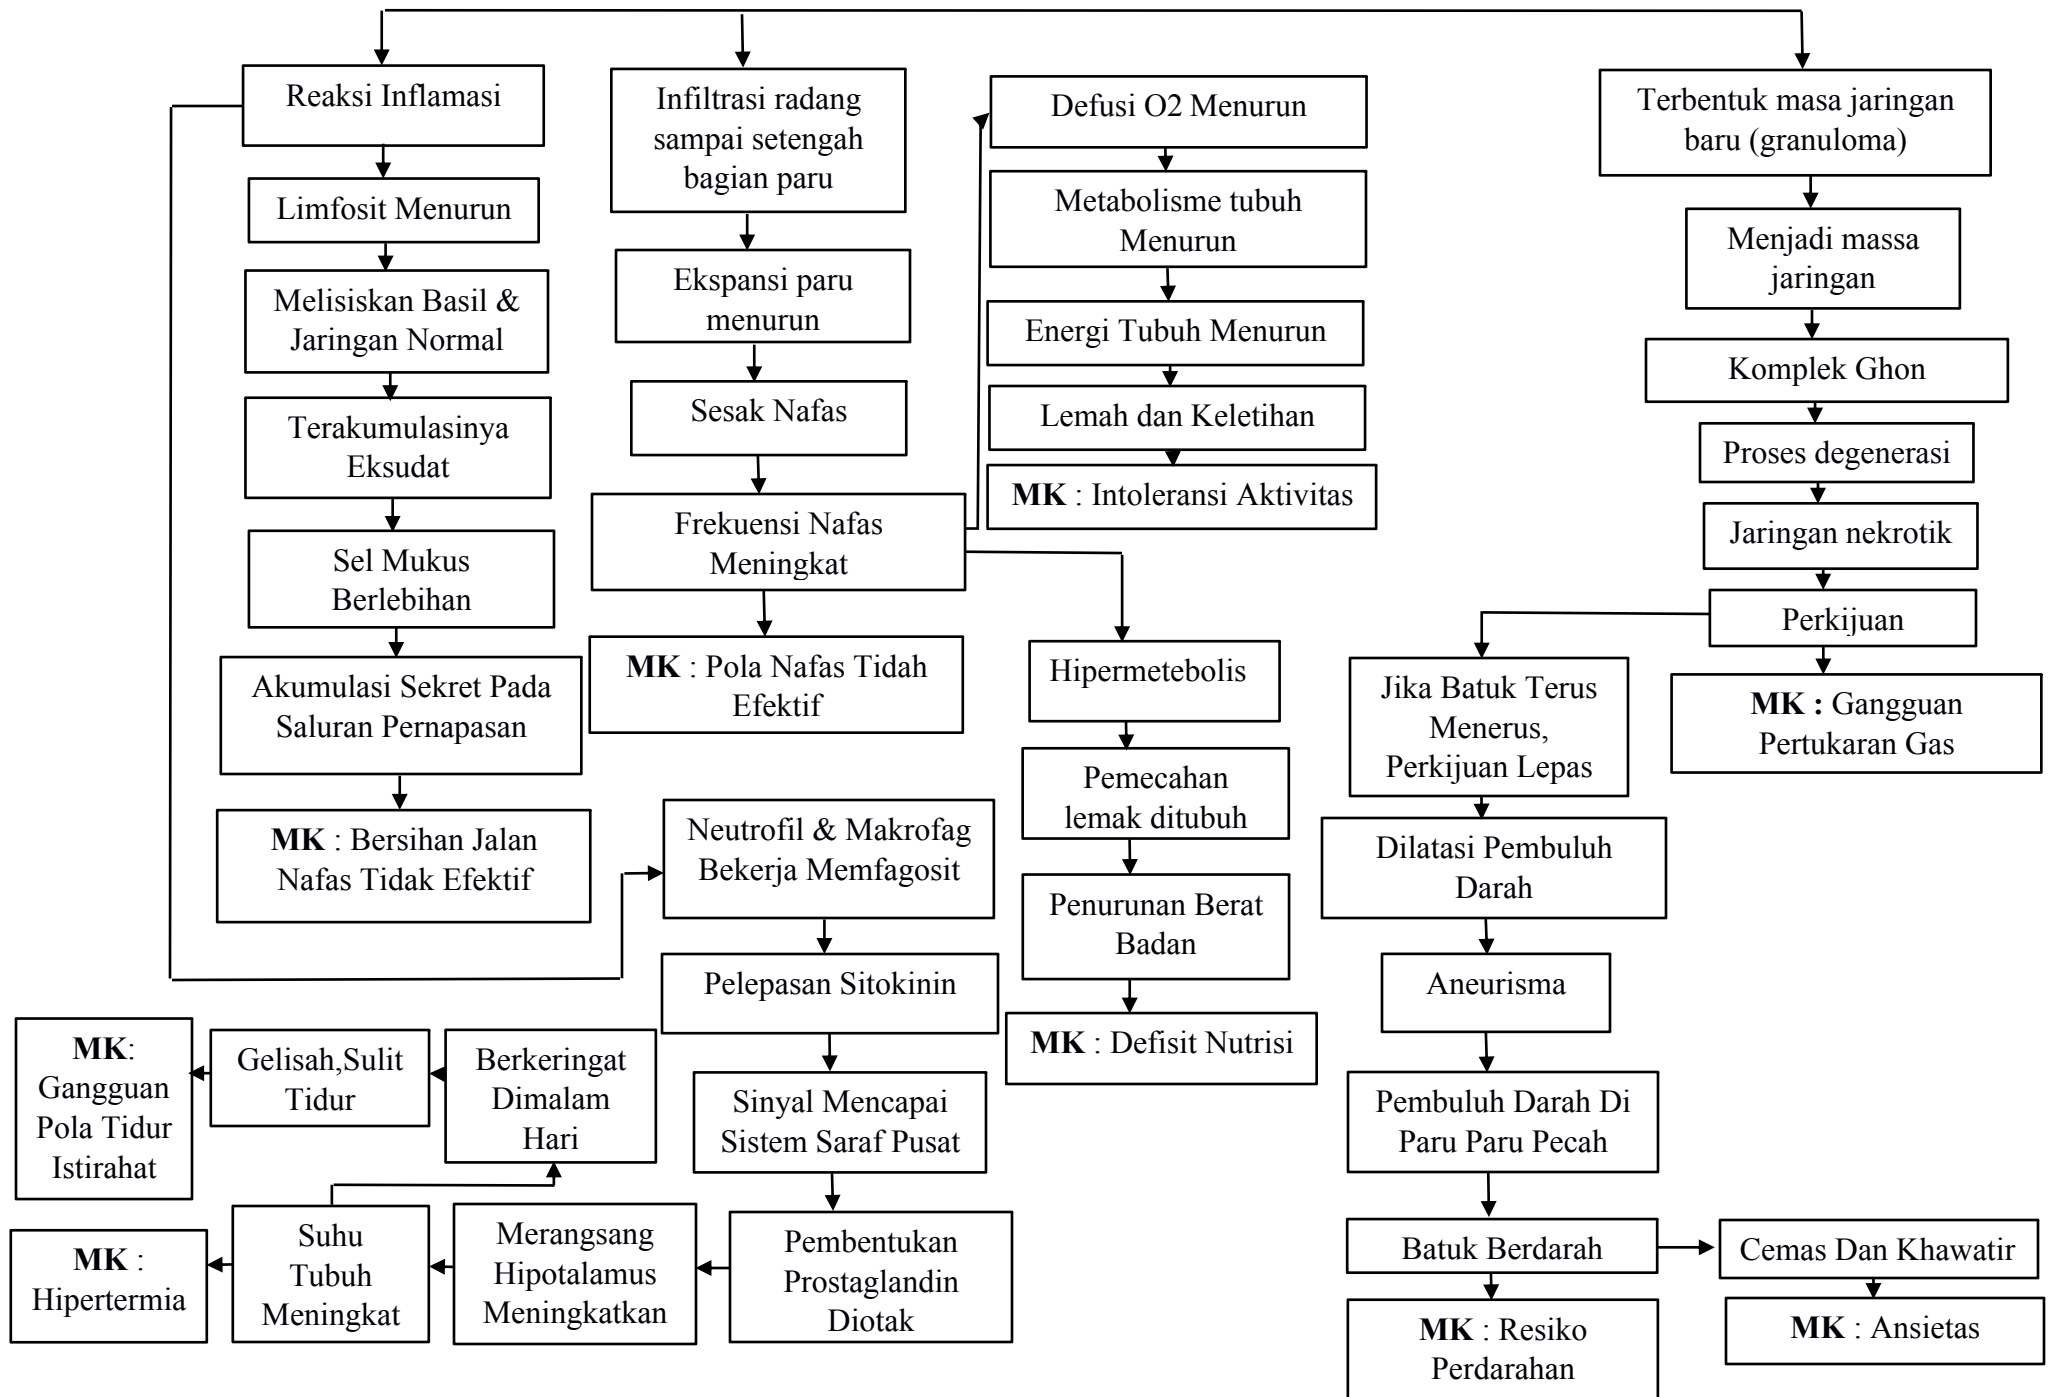 Reaksi Inflamasi
Limfosit Menurun
Melisiskan Basil &
Jaringan Normal
Terakumulasinya
Eksudat
Sel Mukus
Berlebihan
Akumulasi Sekret Pada
Saluran Pernapasan
MK : Bersihan Jalan
Nafas Tidak Efektif
Infiltrasi radang
sampai setengah
bagian paru
Ekspansi paru
menurun
Sesak Nafas
Frekuensi Nafas
Meningkat
MK : Pola Nafas Tidah
Efektif
Defusi O2 Menurun
Metabolisme tubuh
Menurun
Energi Tubuh Menurun
Lemah dan Keletihan
MK : Intoleransi Aktivitas
Hipermetebolis
Pemecahan
lemak ditubuh
Penurunan Berat
Badan
MK : Defisit Nutrisi
Terbentuk masa jaringan
baru (granuloma)
Menjadi massa
jaringan
Komplek Ghon
Proses degenerasi
Jaringan nekrotik
Perkijuan
MK : Gangguan
Pertukaran Gas
Jika Batuk Terus
Menerus,
Perkijuan Lepas
Dilatasi Pembuluh
Darah
Aneurisma
Pembuluh Darah Di
Paru Paru Pecah
Batuk Berdarah
MK : Resiko
Perdarahan
Cemas Dan Khawatir
MK : Ansietas
Neutrofil & Makrofag
Bekerja Memfagosit
Pelepasan Sitokinin
Sinyal Mencapai
Sistem Saraf Pusat
Pembentukan
Prostaglandin
Diotak
Merangsang
Hipotalamus
Meningkatkan
Suhu
Tubuh
Meningkat
MK :
Hipertermia
Berkeringat
Dimalam
Hari
Gelisah,Sulit
Tidur
MK:
Gangguan
Pola Tidur
Istirahat